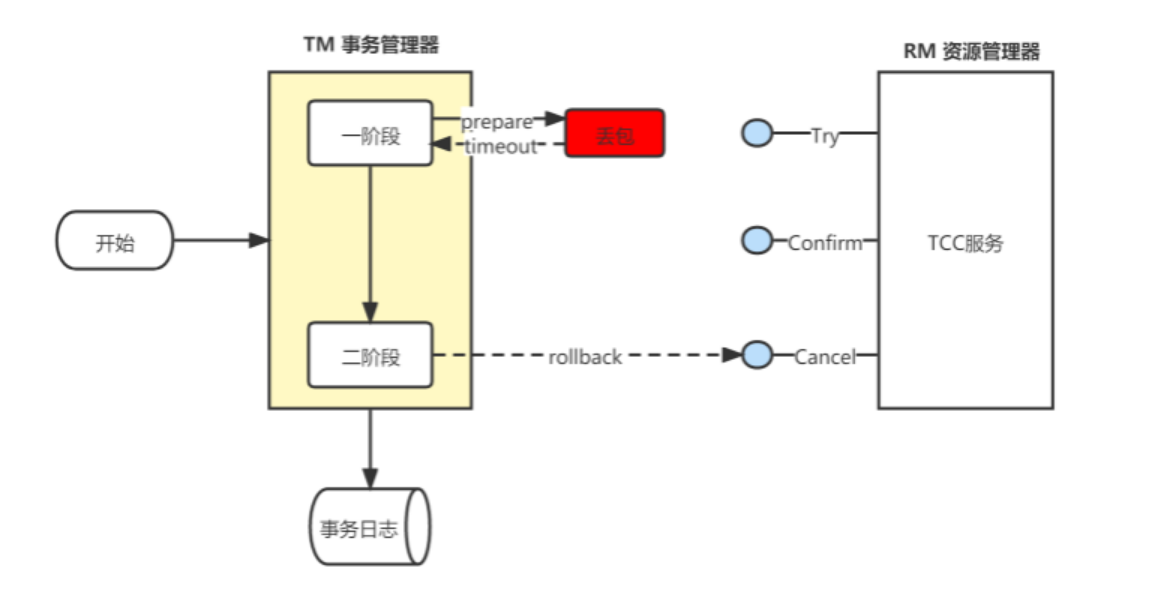 TM 事务管理器
RM 资源管理器
一阶段
prepare
timeout
丢包
Try
开始
Confirm
TCC服务
二阶段
rollback
Cancel
事务日志